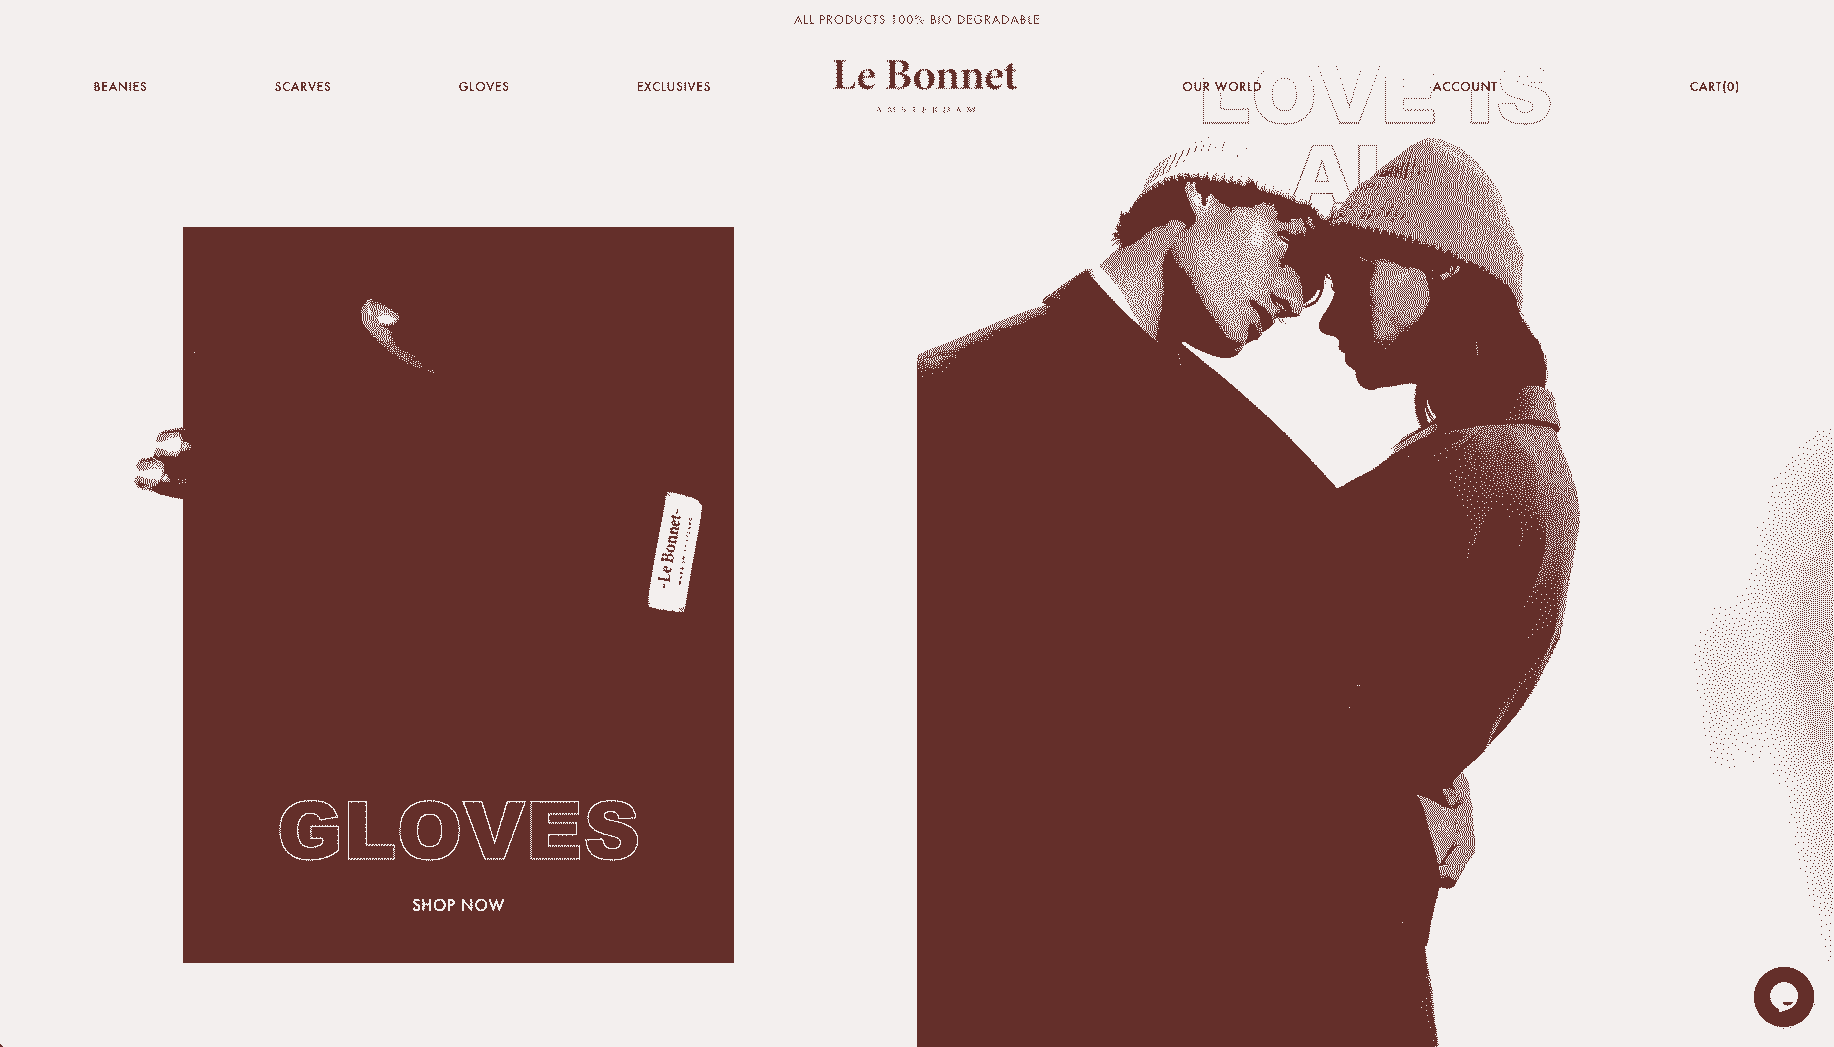 ALL PRODUCTS 100% BIO DEGRADABLE
BEANIES
SCARVES
GLOVES
EXCLUSIVES
Le Bonnet
AMSTERDAM
OUR WORLD
ACCOUNT
CART(0)
LOVE IS
-Le Bonnet-
GLOVES
SHOP NOW